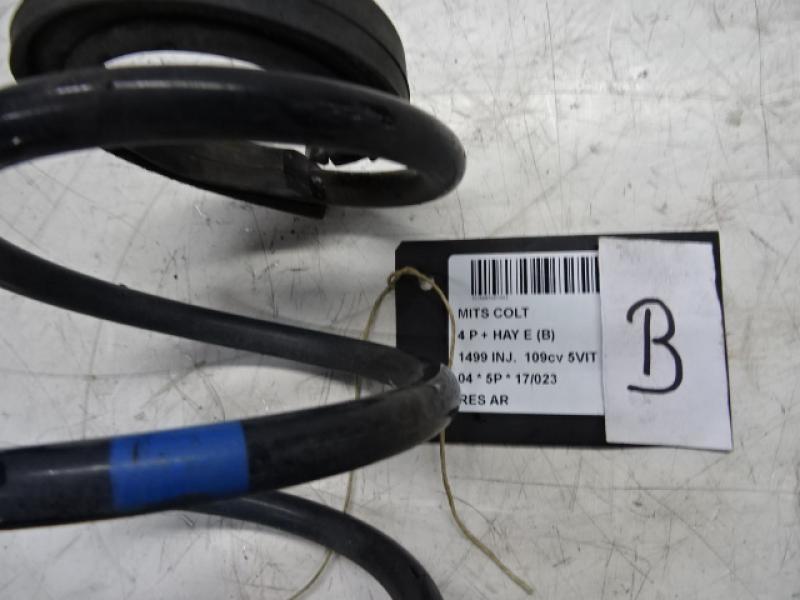 MITS COLT
4 P + HAY E (B)
1499 INJ. 109cv 5VIT
04 * 5P * 17/023
RES AR
B